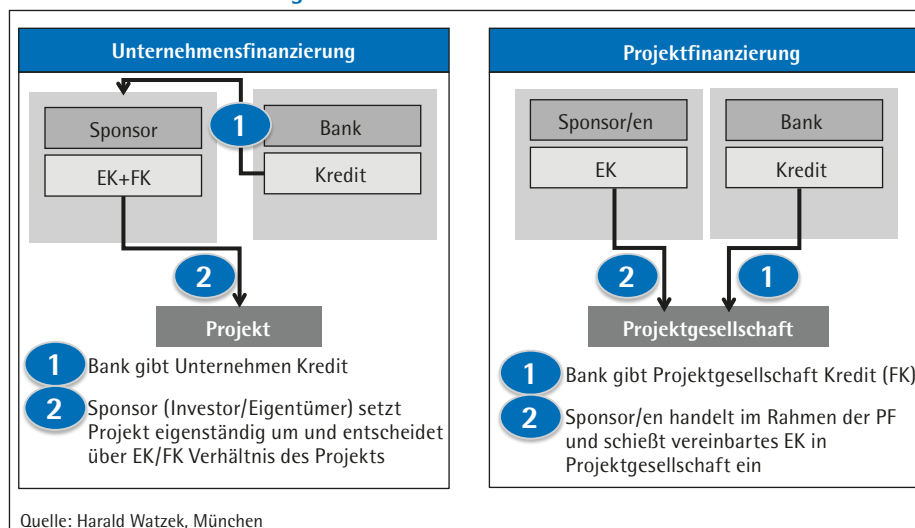 Unternehmensfinanzierung
Sponsor
EK+FK
1
Bank
Kredit
2
Projekt
1 Bank gibt Unternehmen Kredit
2 Sponsor (Investor/Eigentümer) setzt
Projekt eigenständig um und entscheidet
über EK/FK Verhältnis des Projekts
Projektfinanzierung
Sponsor/en
EK
Bank
Kredit
2
1
Projektgesellschaft
1 Bank gibt Projektgesellschaft Kredit (FK)
2 Sponsor/en handelt im Rahmen der PF
und schießt vereinbartes EK in
Projektgesellschaft ein
Quelle: Harald Watzek, München